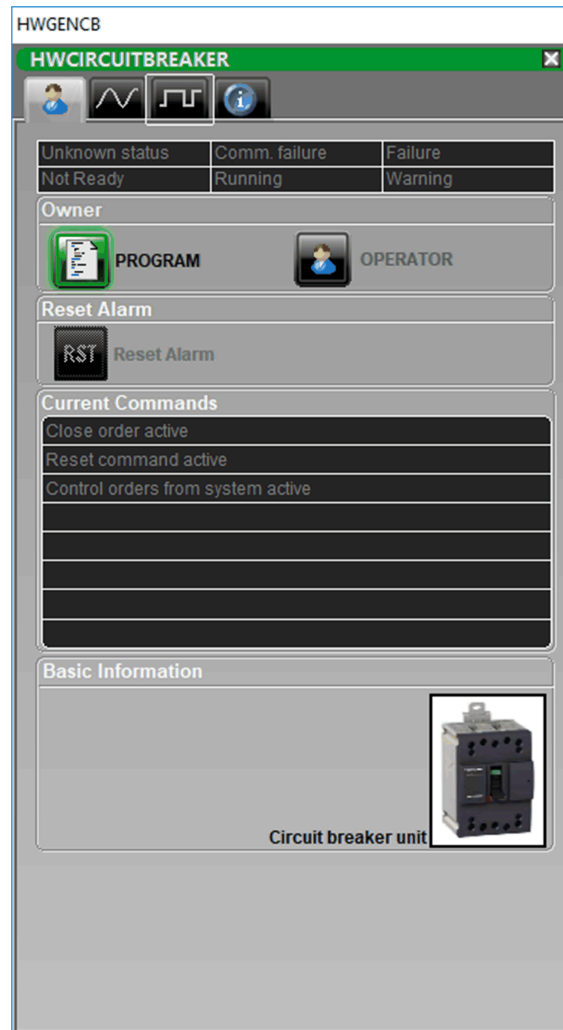 HWGENCB
HWCIRCUITBREAKER
Unknown status Comm. failure Failure
Not Ready Running Warning
Owner
PROGRAM OPERATOR
Reset Alarm
RST Reset Alarm
Current Commands
Close order active
Reset command active
Control orders from system active
Basic Information
Circuit breaker unit